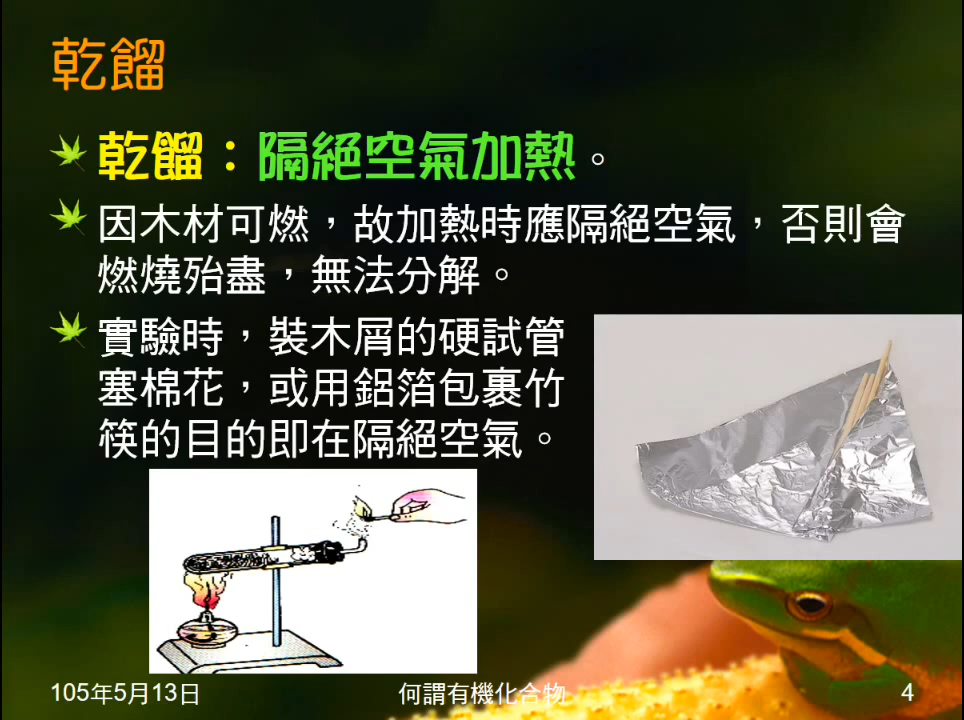 乾餾
乾餾：隔絕空氣加熱。
因木材可燃，故加熱時應隔絕空氣，否則會
燃燒殆盡，無法分解。
實驗時，裝木屑的硬試管
塞棉花，或用鋁箔包裹竹
筷的目的即在隔絕空氣。
105年5月13日
何謂有機化合物
4